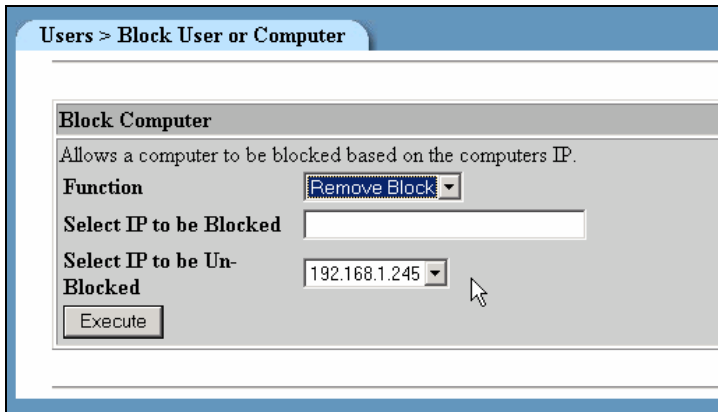 Users > Block User or Computer
Block Computer
Allows a computer to be blocked based on the computers IP.
Function Remove Block
Select IP to be Blocked
Select IP to be Un-
Blocked 192.168.1.245
Execute